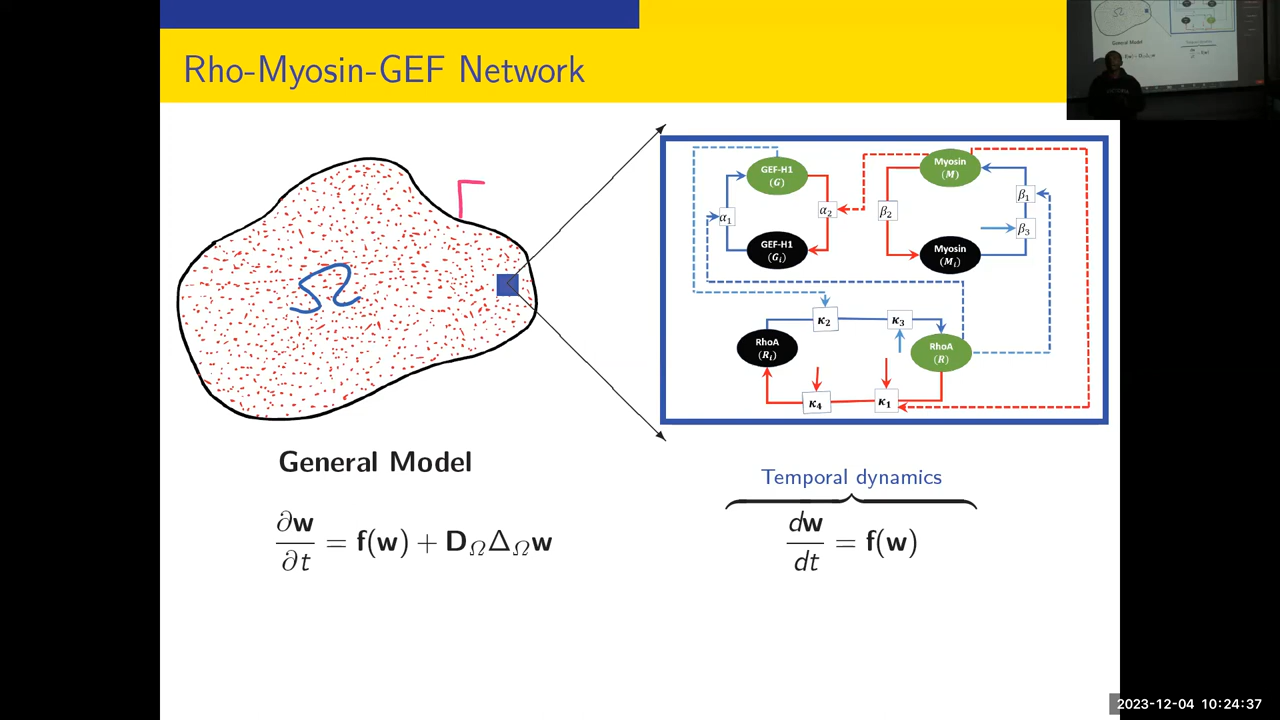 Rho-Myosin-GEF Network
Γ
Ω
GEF-H1
(G)
α₁
α₂
GEF-H1
(Gᵢ)
Myosin
(M)
β₁
β₂
β₃
Myosin
(Mᵢ)
κ₂
κ₃
RhoA
(Rᵢ)
RhoA
(R)
κ₄
κ₁
General Model
∂w/∂t = f(w) + D_Ω Δ_Ω w
Temporal dynamics
dw/dt = f(w)
2023-12-04 10:24:37